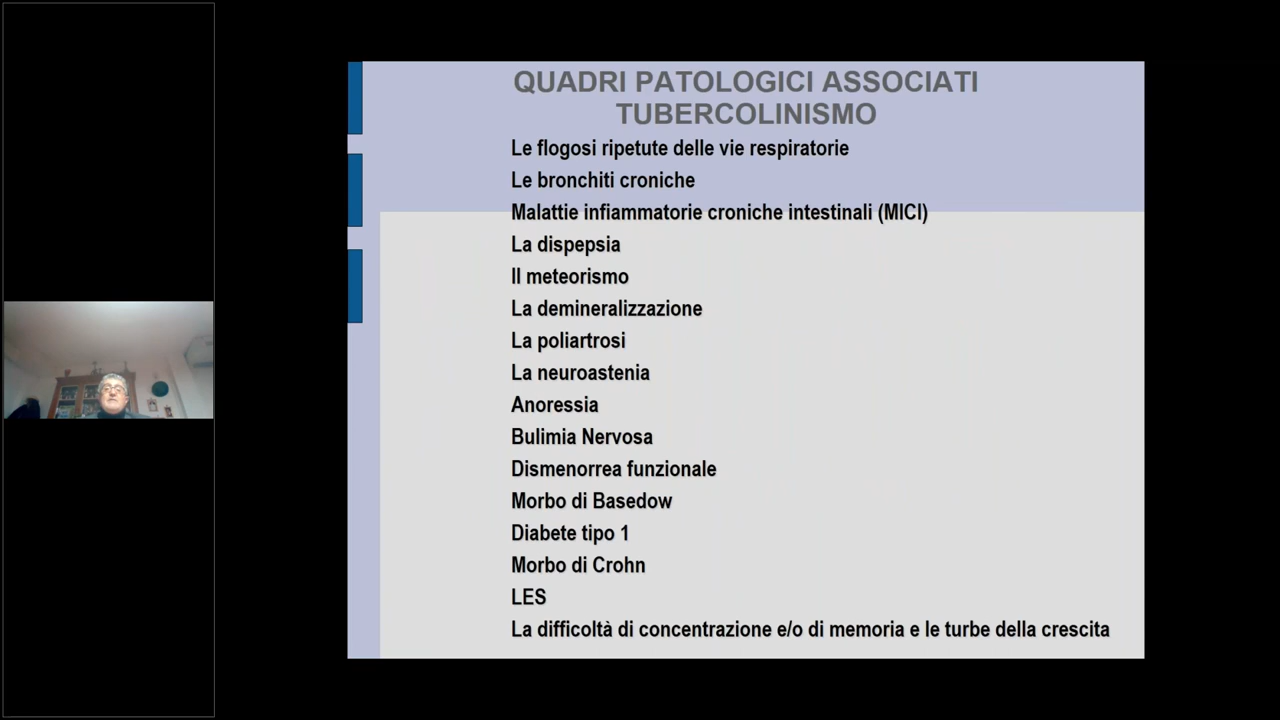 QUADRI PATOLOGICI ASSOCIATI
TUBERCOLINISMO
Le flogosi ripetute delle vie respiratorie
Le bronchiti croniche
Malattie infiammatorie croniche intestinali (MICI)
La dispepsia
Il meteorismo
La demineralizzazione
La poliartrosi
La neuroastenia
Anoressia
Bulimia Nervosa
Dismenorrea funzionale
Morbo di Basedow
Diabete tipo 1
Morbo di Crohn
LES
La difficoltà di concentrazione e/o di memoria e le turbe della crescita